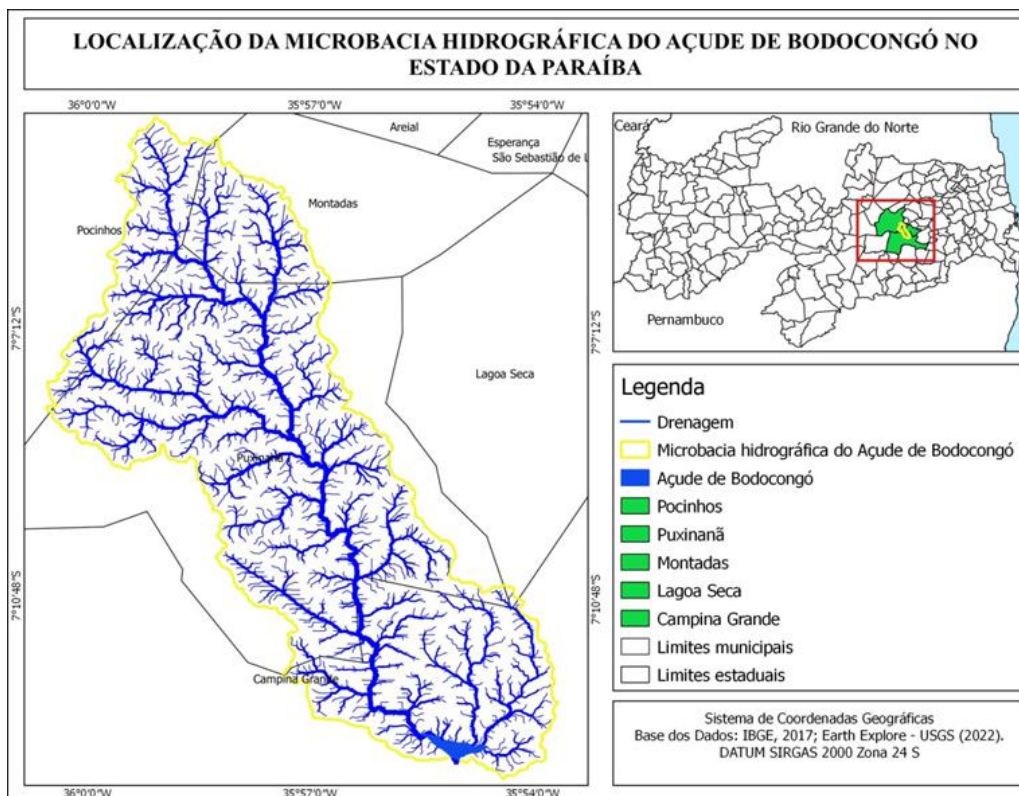 LOCALIZAÇÃO DA MICROBACIA HIDROGRÁFICA DO AÇUDE DE BODOCONGÓ NO
ESTADO DA PARAÍBA
36°0'0"W
35°57'0"W
35°54'0"W
Areial
Esperança
São Sebastião de L
Montadas
Pocinhos
7°7'12"S
7°7'12"S
Lagoa Seca
Puxinanã
7°10'48"S
7°10'48"S
Campina Grande
36°0'0"W
35°57'0"W
35°54'0"W
Ceará
Rio Grande do Norte
Pernambuco
Legenda
Drenagem
Microbacia hidrográfica do Açude de Bodocongó
Açude de Bodocongó
Pocinhos
Puxinanã
Montadas
Lagoa Seca
Campina Grande
Limites municipais
Limites estaduais
Sistema de Coordenadas Geográficas
Base dos Dados: IBGE, 2017; Earth Explore - USGS (2022).
DATUM SIRGAS 2000 Zona 24 S